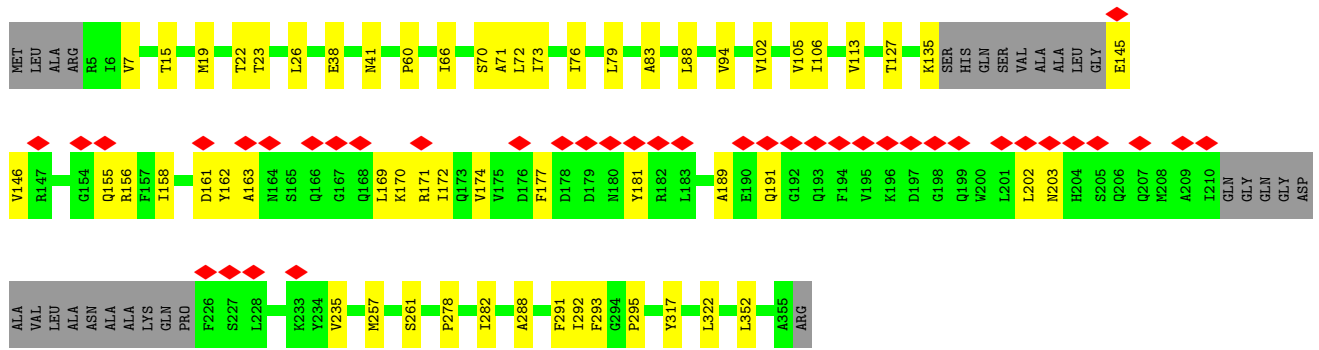 MET LEU ALA ARG R5 I6 V7 T15 M19 T22 T23 L26 E38 N41 P60 I66 S70 A71 L72 I73 I76 L79 A83 L88 V94 V102 V105 I106 V113 T127 K135 SER HIS GLN SER VAL ALA ALA LEU GLY E145
V146 R147 G154 Q155 R156 F157 I158 D161 Y162 A163 N164 S165 Q166 G167 Q168 L169 K170 R171 I172 Q173 V174 V175 D176 F177 D178 D179 N180 Y181 R182 L183 A189 E190 Q191 G192 Q193 F194 V195 K196 D197 G198 Q199 W200 L201 L202 N203 H204 S205 Q206 Q207 M208 A209 I210 GLN GLY GLN GLY ASP
ALA VAL LEU ALA ASN ALA ALA LYS GLN PRO F226 S227 L228 K233 Y234 V235 M257 S261 P278 I282 A288 F291 I292 F293 G294 P295 Y317 L322 L352 A355 ARG